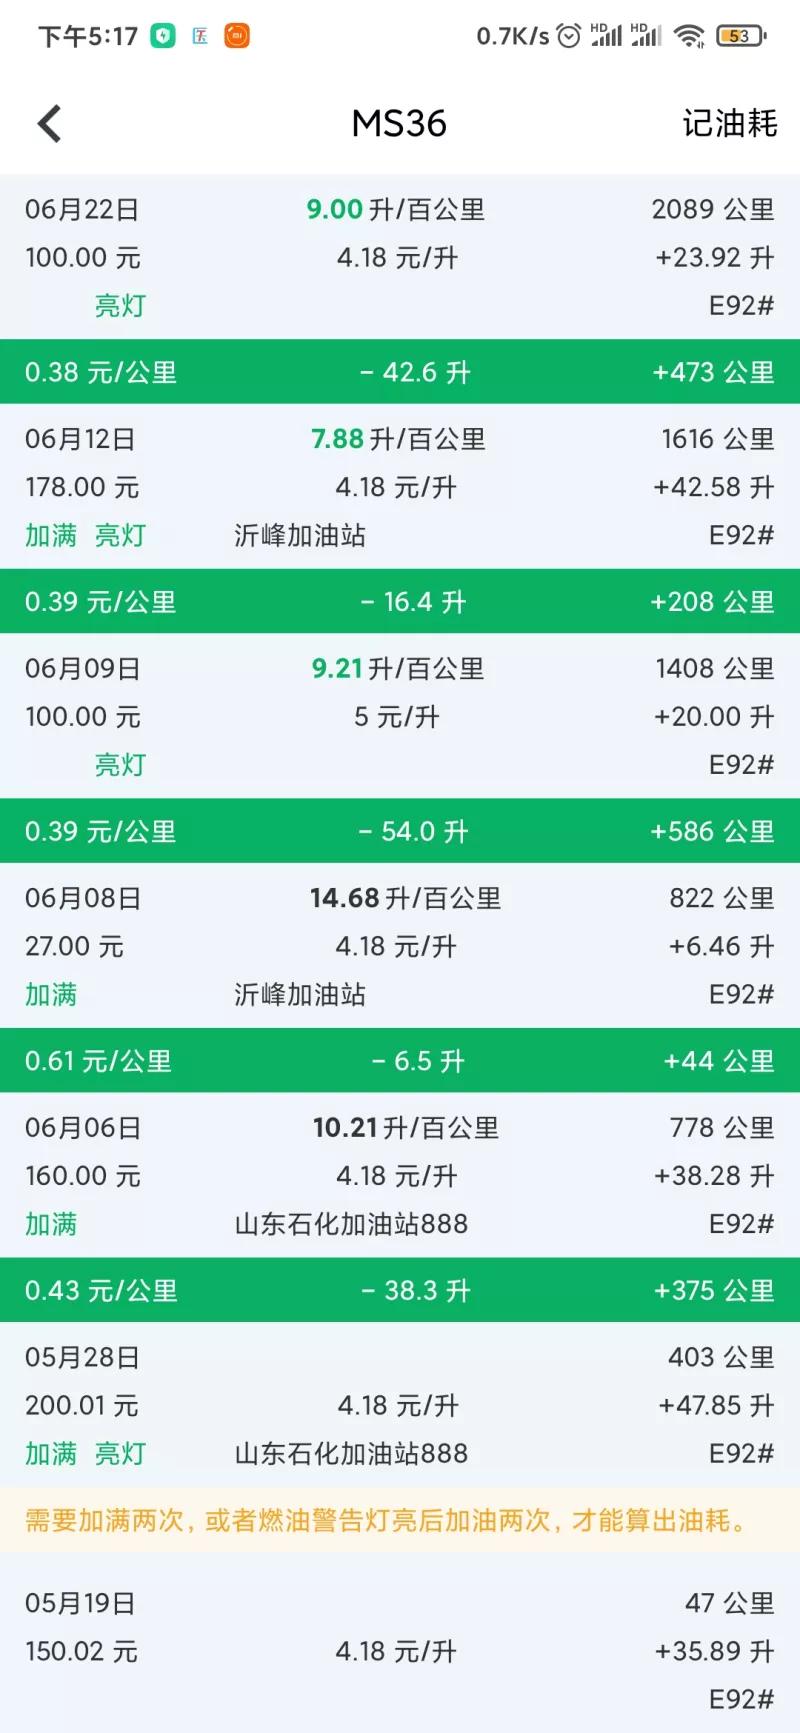 下午5:17 0.7K/s HD HD 53
MS36 记油耗
06月22日 9.00升/百公里 2089 公里
100.00 元 4.18 元/升 +23.92 升
亮灯 E92#
0.38 元/公里 - 42.6 升 +473 公里
06月12日 7.88升/百公里 1616 公里
178.00 元 4.18 元/升 +42.58 升
加满 亮灯 沂峰加油站 E92#
0.39 元/公里 - 16.4 升 +208 公里
06月09日 9.21升/百公里 1408 公里
100.00 元 5 元/升 +20.00 升
亮灯 E92#
0.39 元/公里 - 54.0 升 +586 公里
06月08日 14.68升/百公里 822 公里
27.00 元 4.18 元/升 +6.46 升
加满 沂峰加油站 E92#
0.61 元/公里 - 6.5 升 +44 公里
06月06日 10.21升/百公里 778 公里
160.00 元 4.18 元/升 +38.28 升
加满 山东石化加油站888 E92#
0.43 元/公里 - 38.3 升 +375 公里
05月28日 403 公里
200.01 元 4.18 元/升 +47.85 升
加满 亮灯 山东石化加油站888 E92#
需要加满两次，或者燃油警告灯亮后加油两次，才能算出油耗。
05月19日 47 公里
150.02 元 4.18 元/升 +35.89 升
E92#